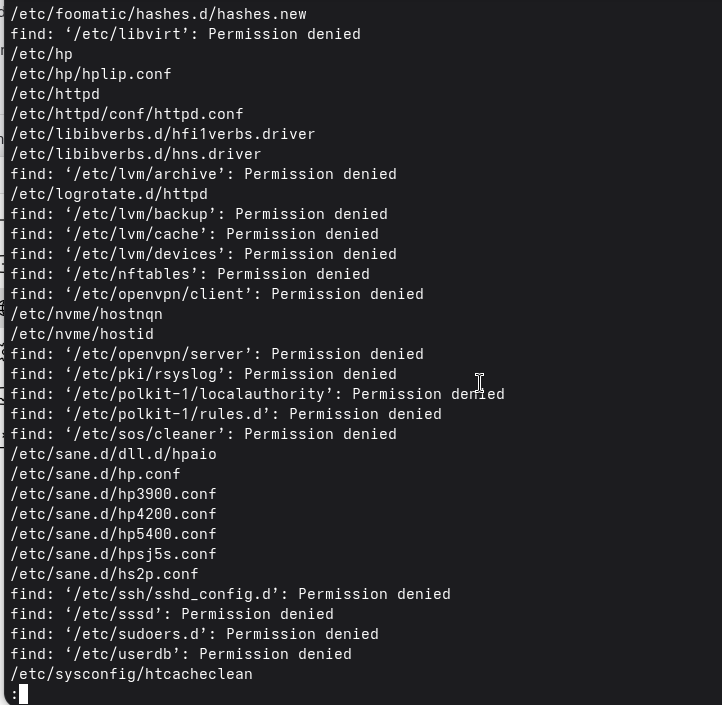 /etc/foomatic/hashes.d/hashes.new
find: ‘/etc/libvirt’: Permission denied
/etc/hp
/etc/hp/hplip.conf
/etc/httpd
/etc/httpd/conf/httpd.conf
/etc/libibverbs.d/hfi1verbs.driver
/etc/libibverbs.d/hns.driver
find: ‘/etc/lvm/archive’: Permission denied
/etc/logrotate.d/httpd
find: ‘/etc/lvm/backup’: Permission denied
find: ‘/etc/lvm/cache’: Permission denied
find: ‘/etc/lvm/devices’: Permission denied
find: ‘/etc/nftables’: Permission denied
find: ‘/etc/openvpn/client’: Permission denied
/etc/nvme/hostnqn
/etc/nvme/hostid
find: ‘/etc/openvpn/server’: Permission denied
find: ‘/etc/pki/rsyslog’: Permission denied
find: ‘/etc/polkit-1/localauthority’: Permission denied
find: ‘/etc/polkit-1/rules.d’: Permission denied
find: ‘/etc/sos/cleaner’: Permission denied
/etc/sane.d/dll.d/hpaio
/etc/sane.d/hp.conf
/etc/sane.d/hp3900.conf
/etc/sane.d/hp4200.conf
/etc/sane.d/hp5400.conf
/etc/sane.d/hpsj5s.conf
/etc/sane.d/hs2p.conf
find: ‘/etc/ssh/sshd_config.d’: Permission denied
find: ‘/etc/sssd’: Permission denied
find: ‘/etc/sudoers.d’: Permission denied
find: ‘/etc/userdb’: Permission denied
/etc/sysconfig/htcacheclean
: